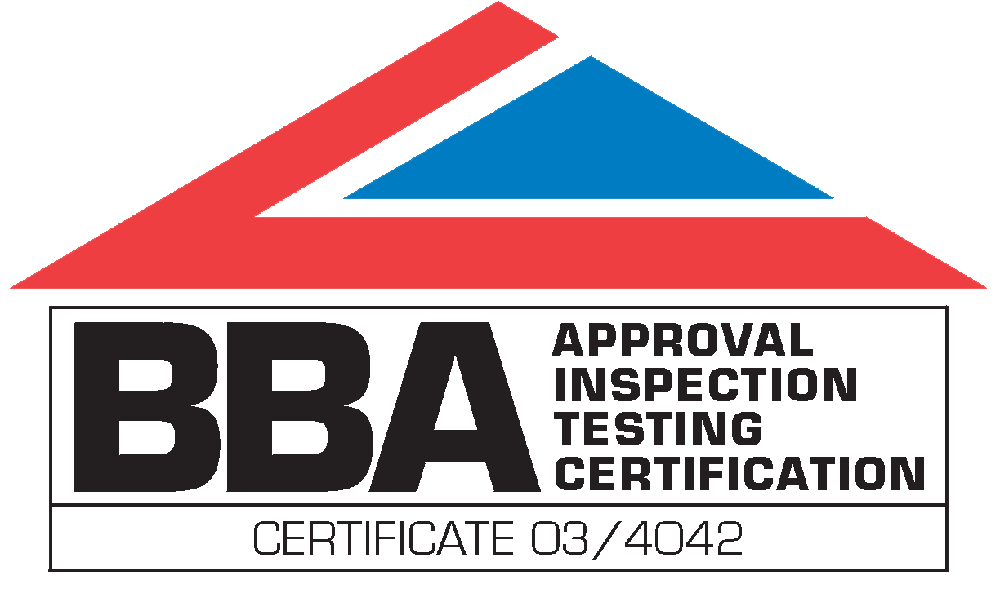 BBA
APPROVAL
INSPECTION
TESTING
CERTIFICATION
CERTIFICATE 03/4042